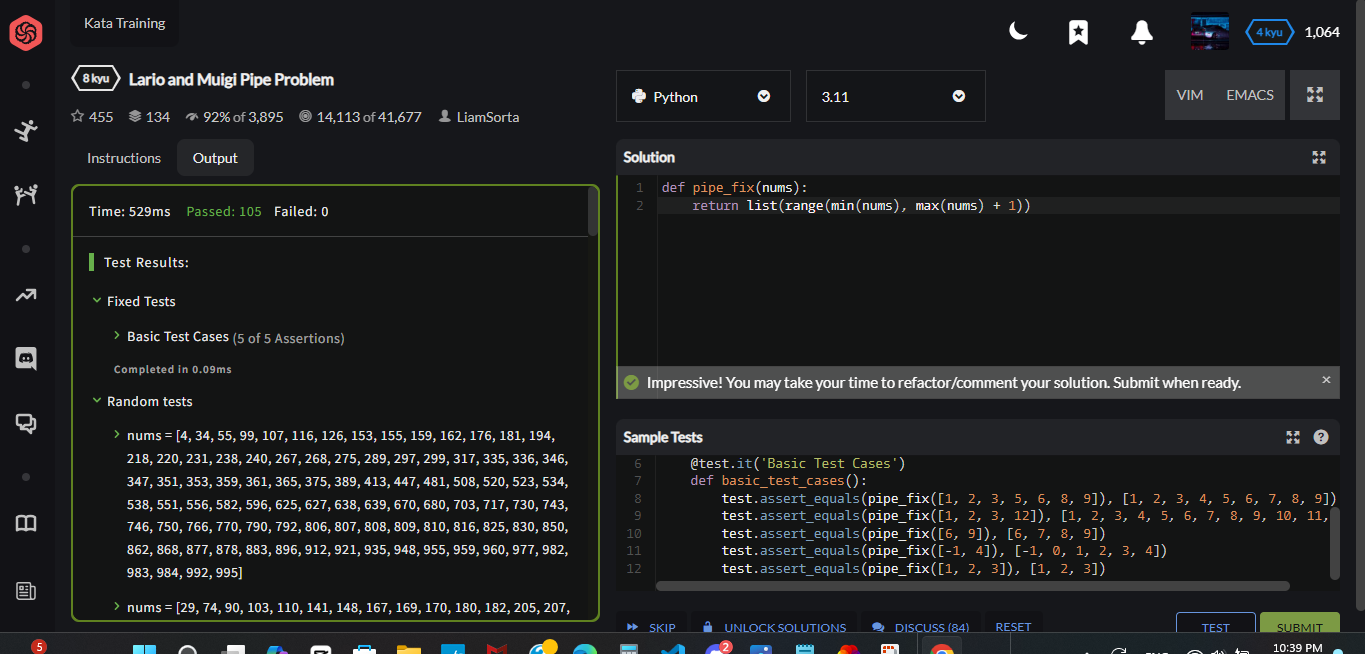 Kata Training
4 kyu 1,064
8 kyu Lario and Muigi Pipe Problem
455 134 92% of 3,895 14,113 of 41,677 LiamSorta
Instructions Output
Time: 529ms Passed: 105 Failed: 0
Test Results:
Fixed Tests
Basic Test Cases (5 of 5 Assertions)
Completed in 0.09ms
Random tests
nums = [4, 34, 55, 99, 107, 116, 126, 153, 155, 159, 162, 176, 181, 194,
218, 220, 231, 238, 240, 267, 268, 275, 289, 297, 299, 317, 335, 336, 346,
347, 351, 353, 359, 361, 365, 375, 389, 413, 447, 481, 508, 520, 523, 534,
538, 551, 556, 582, 596, 625, 627, 638, 639, 670, 680, 703, 717, 730, 743,
746, 750, 766, 770, 790, 792, 806, 807, 808, 809, 810, 816, 825, 830, 850,
862, 868, 877, 878, 883, 896, 912, 921, 935, 948, 955, 959, 960, 977, 982,
983, 984, 992, 995]
nums = [29, 74, 90, 103, 110, 141, 148, 167, 169, 170, 180, 182, 205, 207,
Python 3.11 VIM EMACS
Solution
1 def pipe_fix(nums):
2 return list(range(min(nums), max(nums) + 1))
Impressive! You may take your time to refactor/comment your solution. Submit when ready.
Sample Tests
6 @test.it('Basic Test Cases')
7 def basic_test_cases():
8 test.assert_equals(pipe_fix([1, 2, 3, 5, 6, 8, 9]), [1, 2, 3, 4, 5, 6, 7, 8, 9])
9 test.assert_equals(pipe_fix([1, 2, 3, 12]), [1, 2, 3, 4, 5, 6, 7, 8, 9, 10, 11,
10 test.assert_equals(pipe_fix([6, 9]), [6, 7, 8, 9])
11 test.assert_equals(pipe_fix([-1, 4]), [-1, 0, 1, 2, 3, 4])
12 test.assert_equals(pipe_fix([1, 2, 3]), [1, 2, 3])
SKIP UNLOCK SOLUTIONS DISCUSS (84) RESET TEST SUBMIT
5 2 10:39 PM